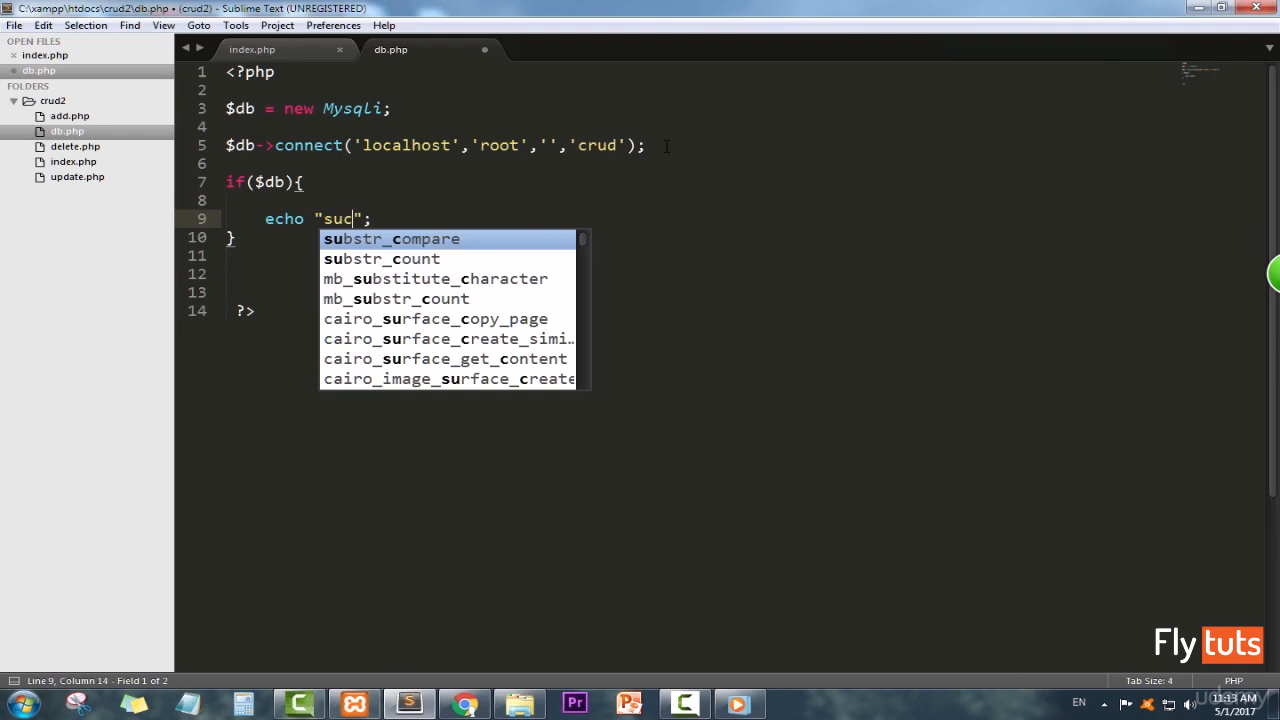 C:\xampp\htdocs\crud2\db.php • (crud2) - Sublime Text (UNREGISTERED)
File Edit Selection Find View Goto Tools Project Preferences Help
OPEN FILES
index.php
db.php
FOLDERS
crud2
add.php
db.php
delete.php
index.php
update.php
index.php
db.php
1 <?php
2
3 $db = new Mysqli;
4
5 $db->connect('localhost','root','','crud');
6
7 if($db){
8
9 echo "suc";
10 }
11
12
13
14 ?>
substr_compare
substr_count
mb_substitute_character
mb_substr_count
cairo_surface_copy_page
cairo_surface_create_simi…
cairo_surface_get_content
cairo_image_surface_create
Fly tuts
Line 9, Column 14 - Field 1 of 2
Tab Size: 4
PHP
Pr
EN
11:13 AM
5/1/2017
udemy